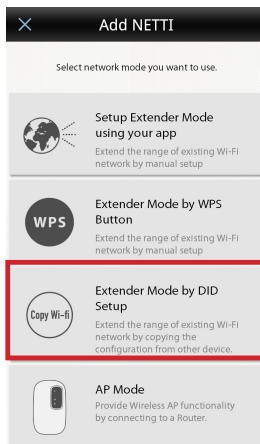 Add NETTI
Select network mode you want to use.
Setup Extender Mode
using your app
Extend the range of existing Wi-Fi
network by manual setup
WPS
Extender Mode by WPS
Button
Extend the range of existing Wi-Fi
network by manual setup
Copy Wi-fi
Extender Mode by DID
Setup
Extend the range of existing Wi-Fi
network by copying the
configuration from other device.
AP Mode
Provide Wireless AP functionality
by connecting to a Router.